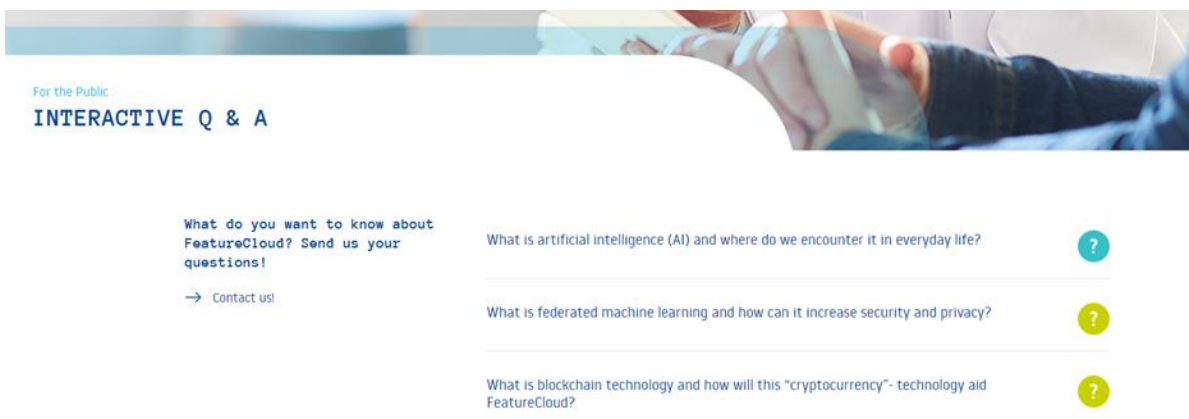 For the Public
INTERACTIVE Q & A
What do you want to know about
FeatureCloud? Send us your
questions!
→ Contact us!
What is artificial intelligence (AI) and where do we encounter it in everyday life?
?
What is federated machine learning and how can it increase security and privacy?
?
What is blockchain technology and how will this “cryptocurrency”- technology aid
FeatureCloud?
?